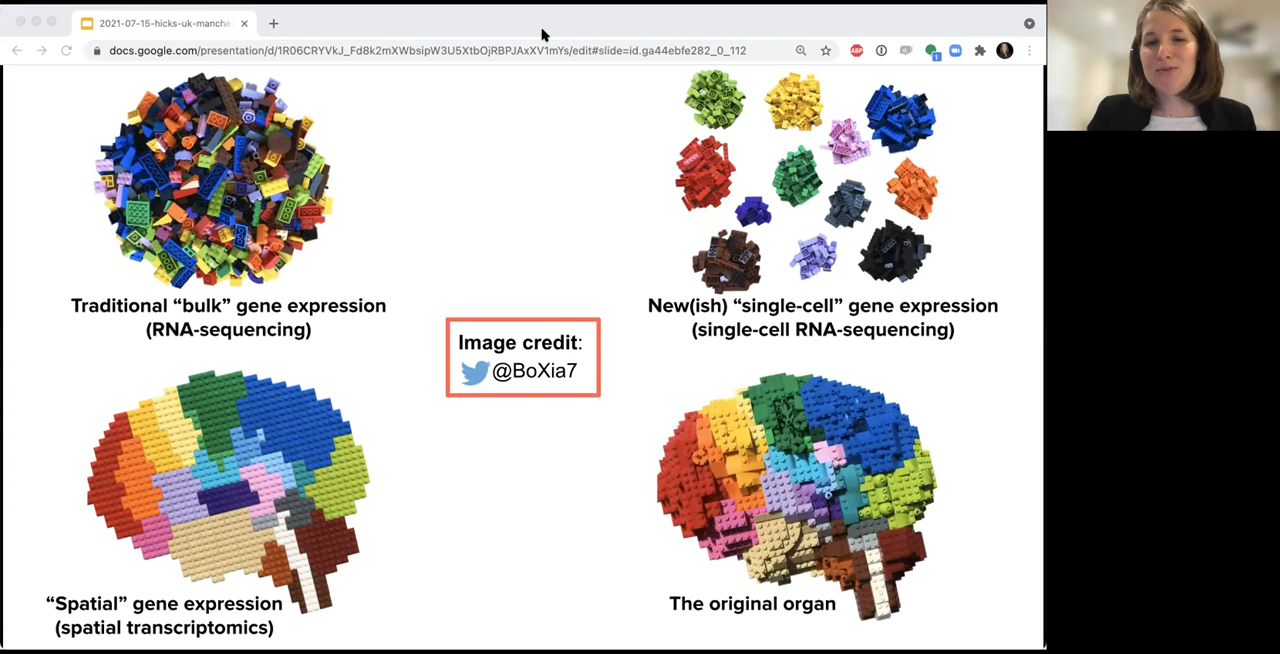 2021-07-15-hicks-uk-manche
docs.google.com/presentation/d/1R06CRYVkJ_Fd8k2mXWbsipW3U5XtbOjRBPJAxXV1mYs/edit#slide=id.ga44ebfe282_0_112
ABP
1
Traditional “bulk” gene expression
(RNA-sequencing)
New(ish) “single-cell” gene expression
(single-cell RNA-sequencing)
Image credit:
@BoXia7
“Spatial” gene expression
(spatial transcriptomics)
The original organ